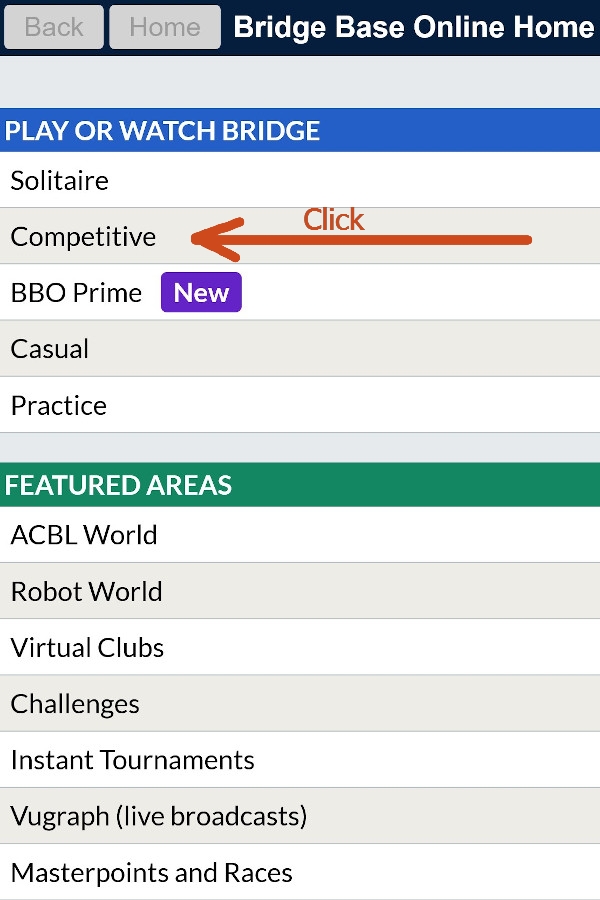 Back Home Bridge Base Online Home
PLAY OR WATCH BRIDGE
Solitaire
Click
Competitive
BBO Prime New
Casual
Practice
FEATURED AREAS
ACBL World
Robot World
Virtual Clubs
Challenges
Instant Tournaments
Vugraph (live broadcasts)
Masterpoints and Races